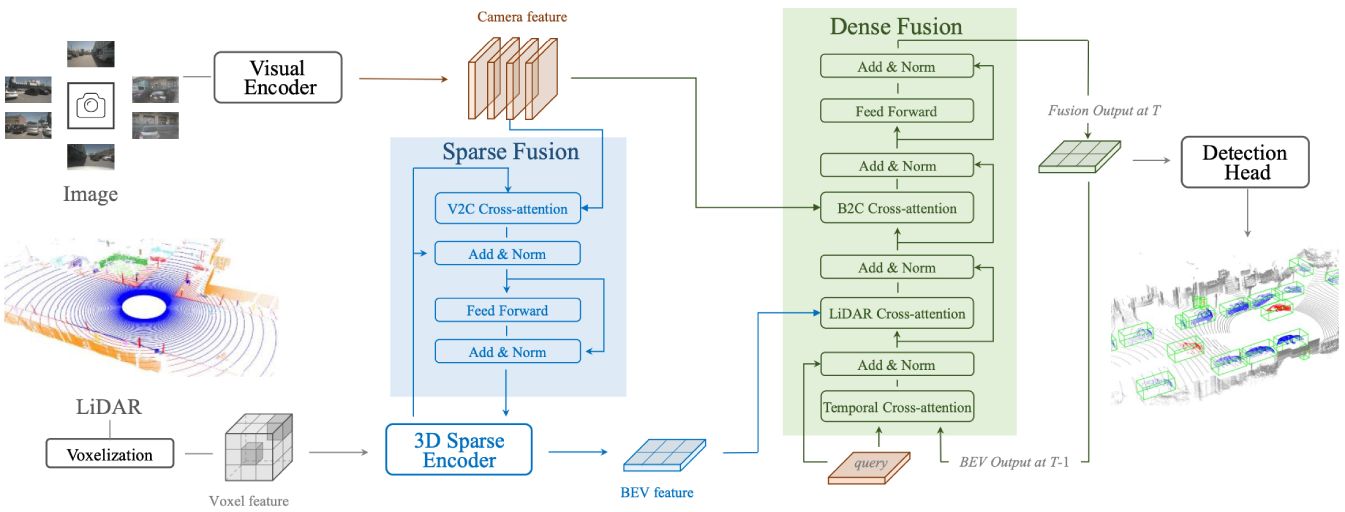 Image
Visual
Encoder
Camera feature
Sparse Fusion
V2C Cross-attention
Add & Norm
Feed Forward
Add & Norm
LiDAR
Voxelization
Voxel feature
3D Sparse
Encoder
BEV feature
Dense Fusion
Add & Norm
Feed Forward
Add & Norm
B2C Cross-attention
Add & Norm
LiDAR Cross-attention
Add & Norm
Temporal Cross-attention
query
BEV Output at T-1
Fusion Output at T
Detection
Head